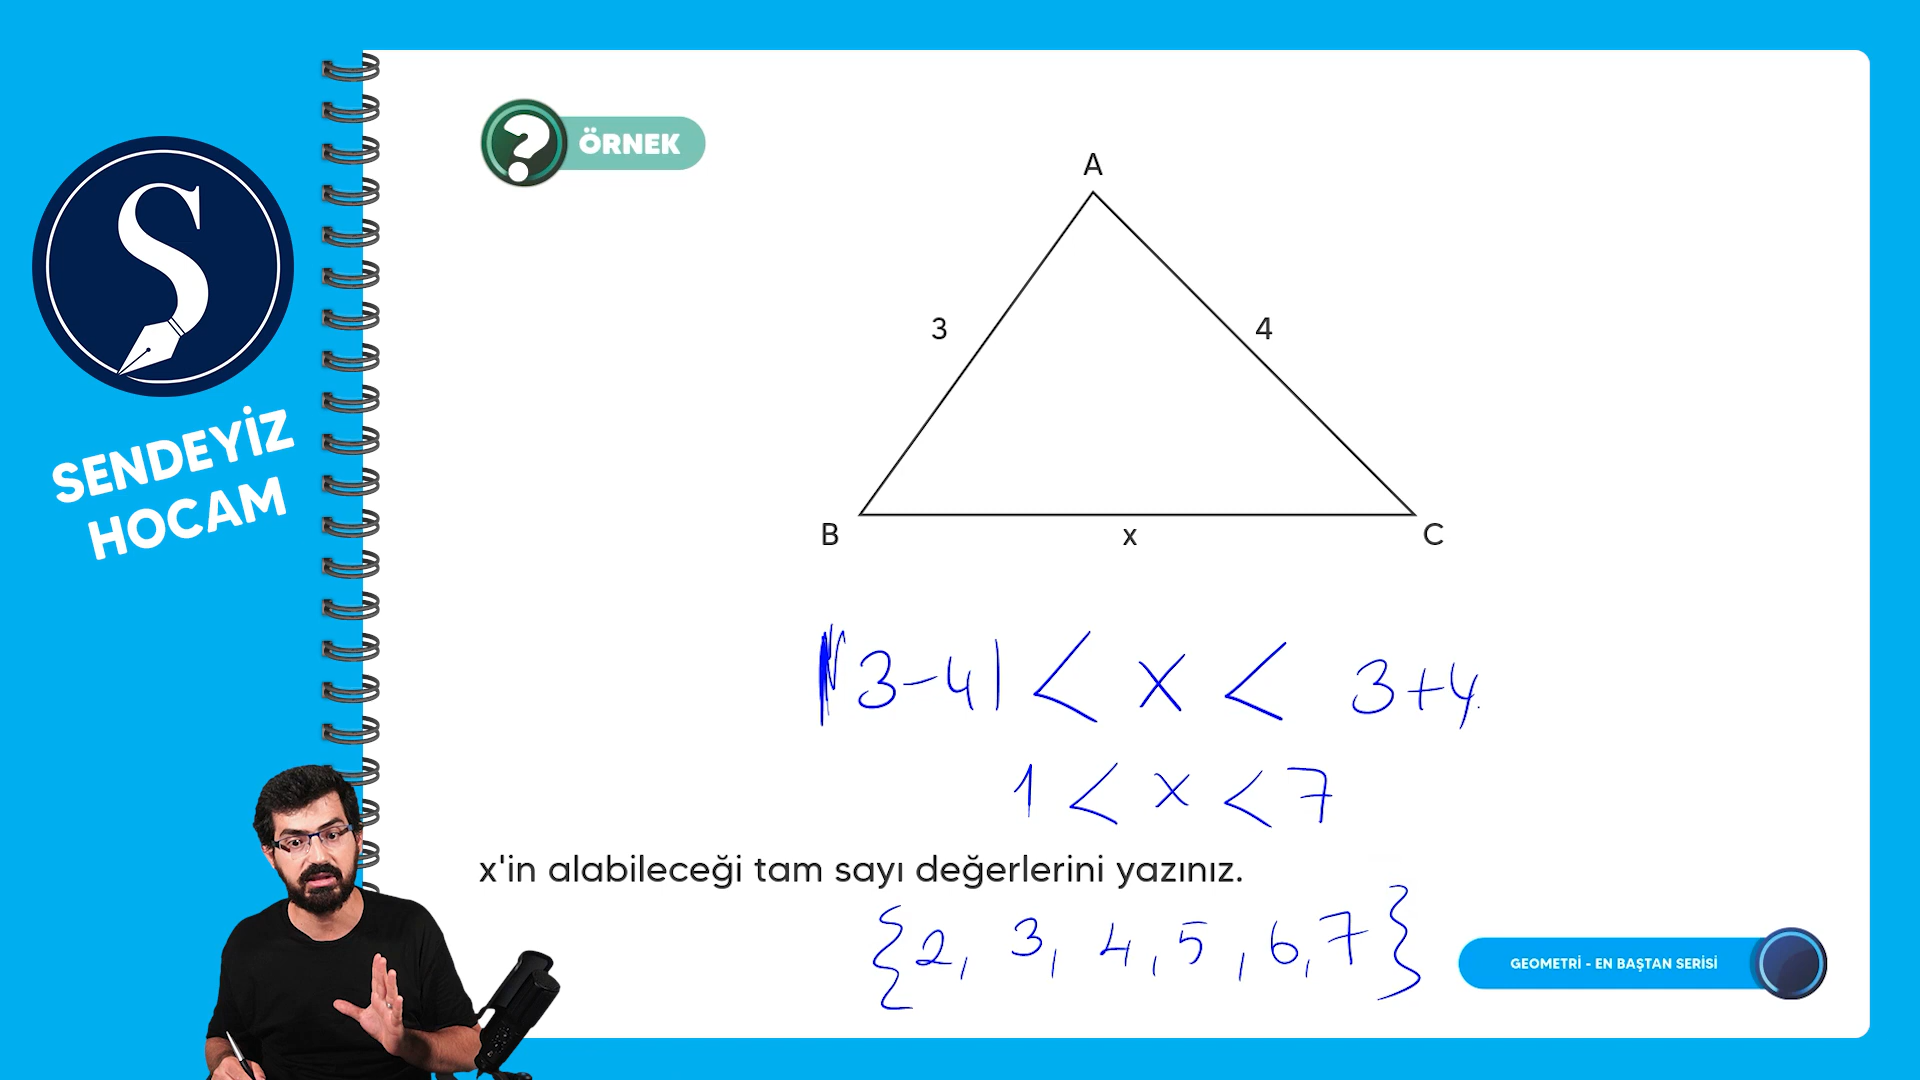 SENDEYİZ
HOCAM
? ÖRNEK
A
3
4
B
x
C
|3-4| < x < 3+4
1 < x < 7
x'in alabileceği tam sayı değerlerini yazınız.
{2, 3, 4, 5, 6, 7}
GEOMETRİ - EN BAŞTAN SERİSİ